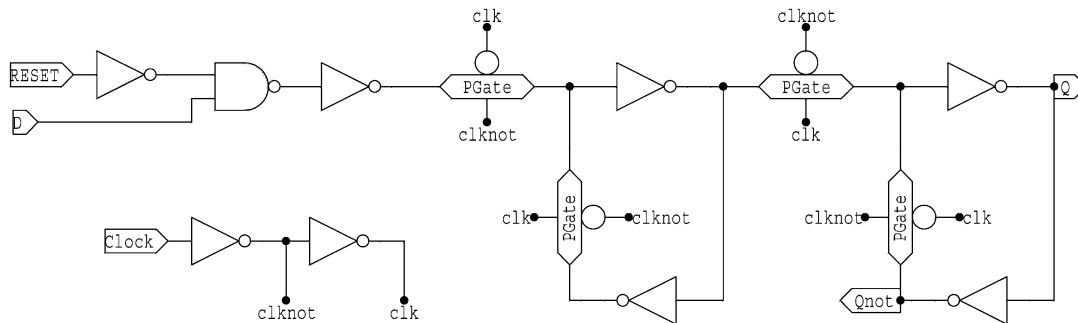 clk
clknot
RESET
PGate
PGate
Q
D
clknot
clk
PGate
clk
clknot
PGate
clknot
clk
Clock
clknot
clk
Qnot